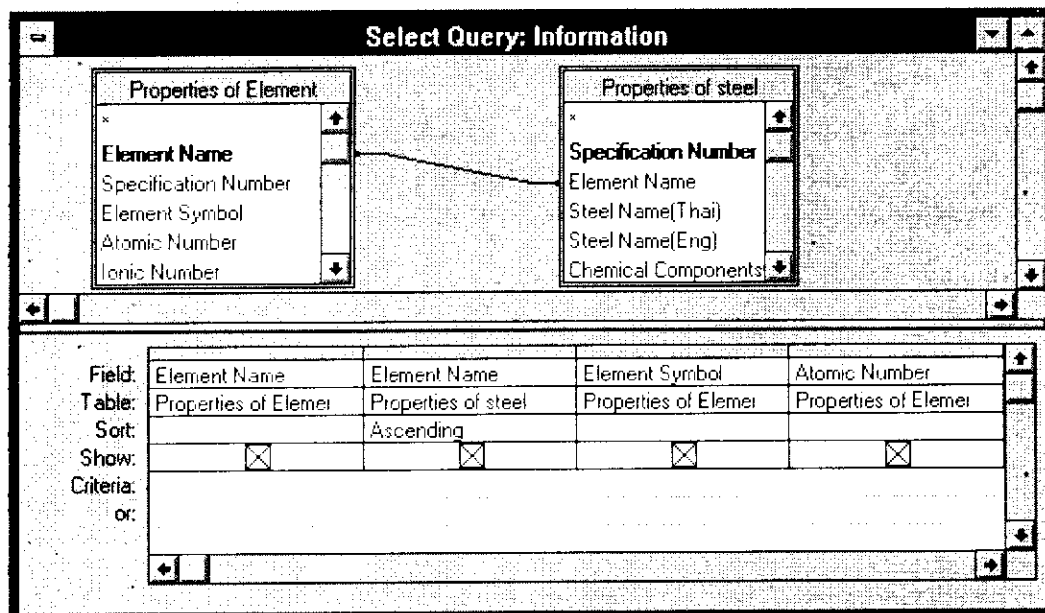 Select Query: Information
Properties of Element
*
Element Name
Specification Number
Element Symbol
Atomic Number
Ionic Number
Properties of steel
*
Specification Number
Element Name
Steel Name(Thai)
Steel Name(Eng)
Chemical Components
Field: Element Name Element Name Element Symbol Atomic Number
Table: Properties of Elemer Properties of steel Properties of Elemer Properties of Elemer
Sort: Ascending
Show:
Criteria:
or: